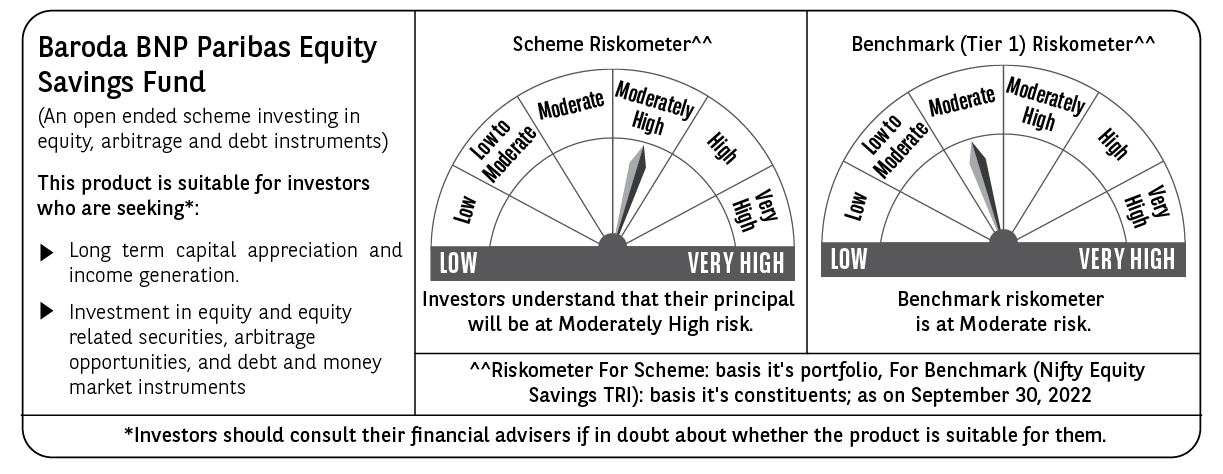 Baroda BNP Paribas Equity
Savings Fund
(An open ended scheme investing in
equity, arbitrage and debt instruments)
This product is suitable for investors
who are seeking*:
Long term capital appreciation and
income generation.
Investment in equity and equity
related securities, arbitrage
opportunities, and debt and money
market instruments
Scheme Riskometer^^
Low
Low to
Moderate
Moderate
Moderately
High
High
Very
High
LOW
VERY HIGH
Investors understand that their principal
will be at Moderately High risk.
Benchmark (Tier 1) Riskometer^^
Low
Low to
Moderate
Moderate
Moderately
High
High
Very
High
LOW
VERY HIGH
Benchmark riskometer
is at Moderate risk.
^^Riskometer For Scheme: basis it's portfolio, For Benchmark (Nifty Equity
Savings TRI): basis it's constituents; as on September 30, 2022
*Investors should consult their financial advisers if in doubt about whether the product is suitable for them.